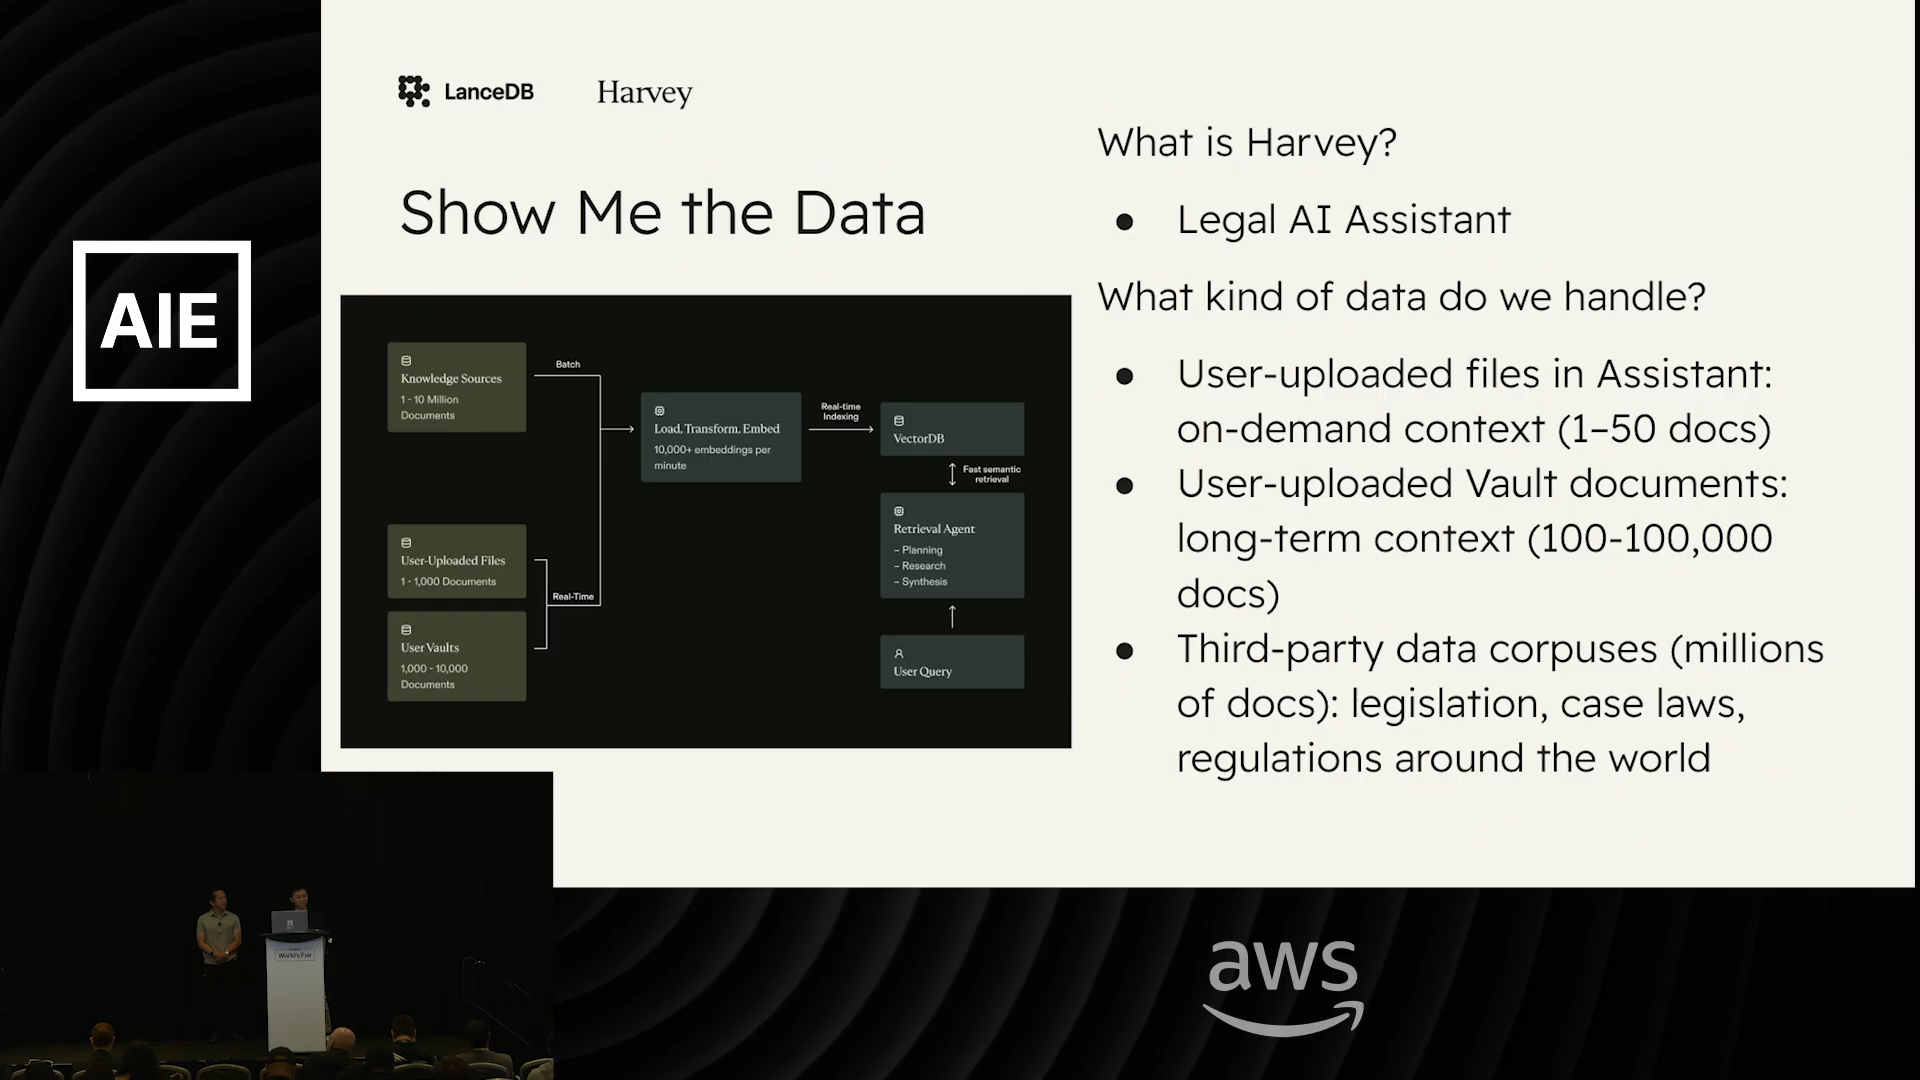 LanceDB
Harvey
Show Me the Data
AIE
Knowledge Sources
1 - 10 Million
Documents
Batch
User-Uploaded Files
1 - 1,000 Documents
Real-Time
User Vaults
1,000 - 10,000
Documents
Load, Transform, Embed
10,000+ embeddings per
minute
Real-time
Indexing
VectorDB
Fast semantic
retrieval
Retrieval Agent
– Planning
– Research
– Synthesis
User Query
What is Harvey?
● Legal AI Assistant
What kind of data do we handle?
● User-uploaded files in Assistant:
on-demand context (1–50 docs)
● User-uploaded Vault documents:
long-term context (100-100,000
docs)
● Third-party data corpuses (millions
of docs): legislation, case laws,
regulations around the world
World's Fair
aws